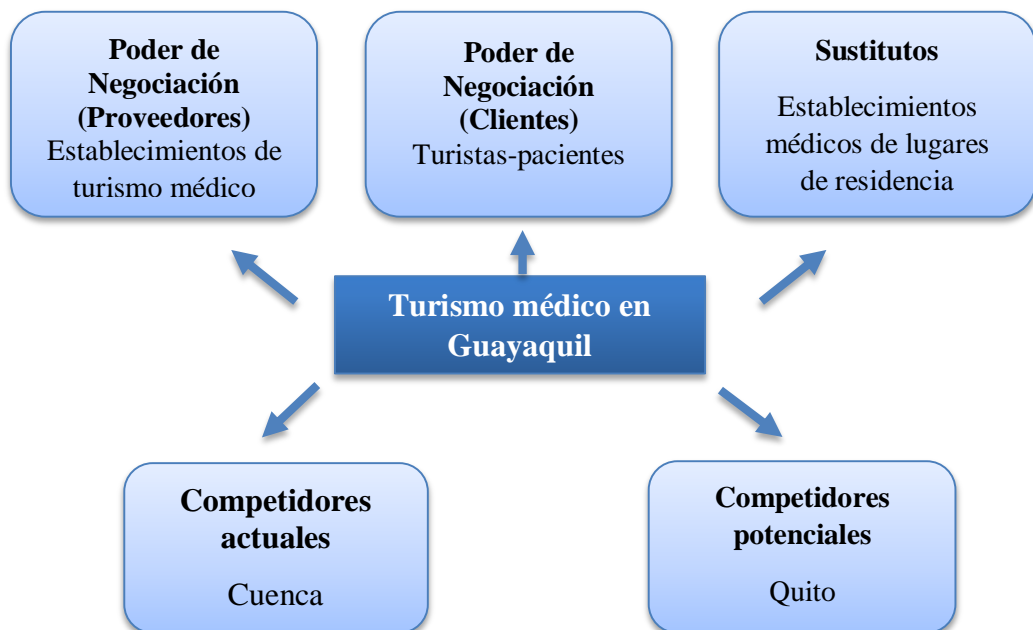 Poder de
Negociación
(Proveedores)
Establecimientos de
turismo médico
Poder de
Negociación
(Clientes)
Turistas-pacientes
Sustitutos
Establecimientos
médicos de lugares
de residencia
Turismo médico en
Guayaquil
Competidores
actuales
Cuenca
Competidores
potenciales
Quito